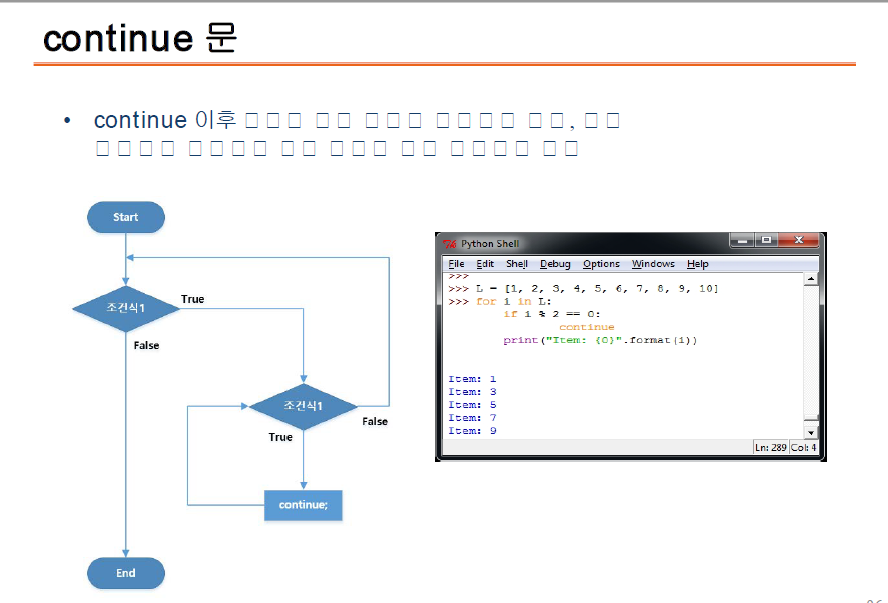 continue 문
• continue 이후
Start
조건식1
True
False
조건식1
False
True
continue;
End
Python Shell
File Edit Shell Debug Options Windows Help
>>>
>>> L = [1, 2, 3, 4, 5, 6, 7, 8, 9, 10]
>>> for i in L:
if i % 2 == 0:
continue
print("Item: {0}".format(i))
Item: 1
Item: 3
Item: 5
Item: 7
Item: 9
Ln: 289 Col: 4